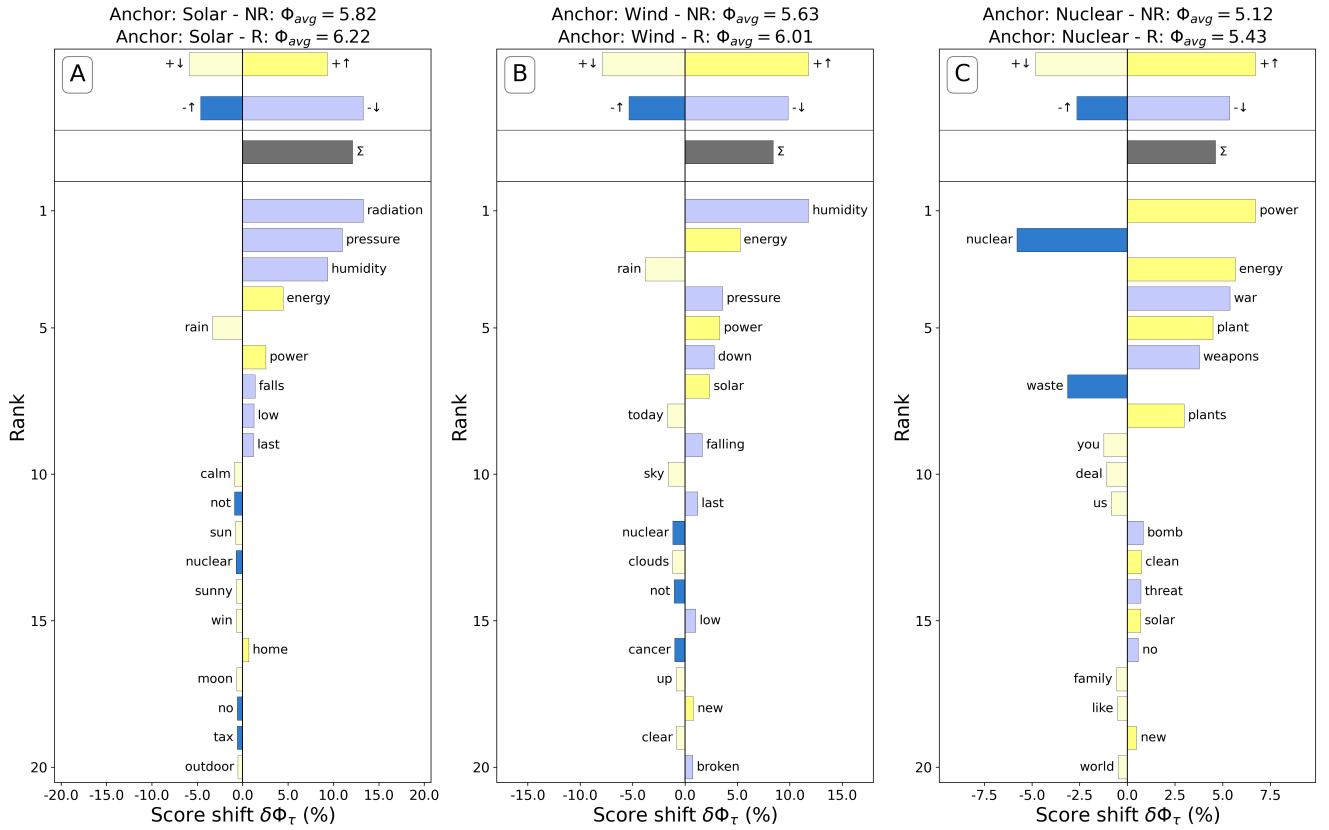 Anchor: Solar - NR: Φavg = 5.82
Anchor: Solar - R: Φavg = 6.22
A
+↓
+↑
-↑
-↓
Σ
Rank
1
5
10
15
20
radiation
pressure
humidity
energy
rain
power
falls
low
last
calm
not
sun
nuclear
sunny
win
home
moon
no
tax
outdoor
-20.0 -15.0 -10.0 -5.0 0.0 5.0 10.0 15.0 20.0
Score shift δΦτ (%)
Anchor: Wind - NR: Φavg = 5.63
Anchor: Wind - R: Φavg = 6.01
B
+↓
+↑
-↑
-↓
Σ
Rank
1
5
10
15
20
humidity
energy
rain
pressure
power
down
solar
today
falling
sky
last
nuclear
clouds
not
low
cancer
up
new
clear
broken
-15.0 -10.0 -5.0 0.0 5.0 10.0 15.0
Score shift δΦτ (%)
Anchor: Nuclear - NR: Φavg = 5.12
Anchor: Nuclear - R: Φavg = 5.43
C
+↓
+↑
-↑
-↓
Σ
Rank
1
5
10
15
20
power
nuclear
energy
war
plant
weapons
waste
plants
you
deal
us
bomb
clean
threat
solar
no
family
like
new
world
-7.5 -5.0 -2.5 0.0 2.5 5.0 7.5
Score shift δΦτ (%)